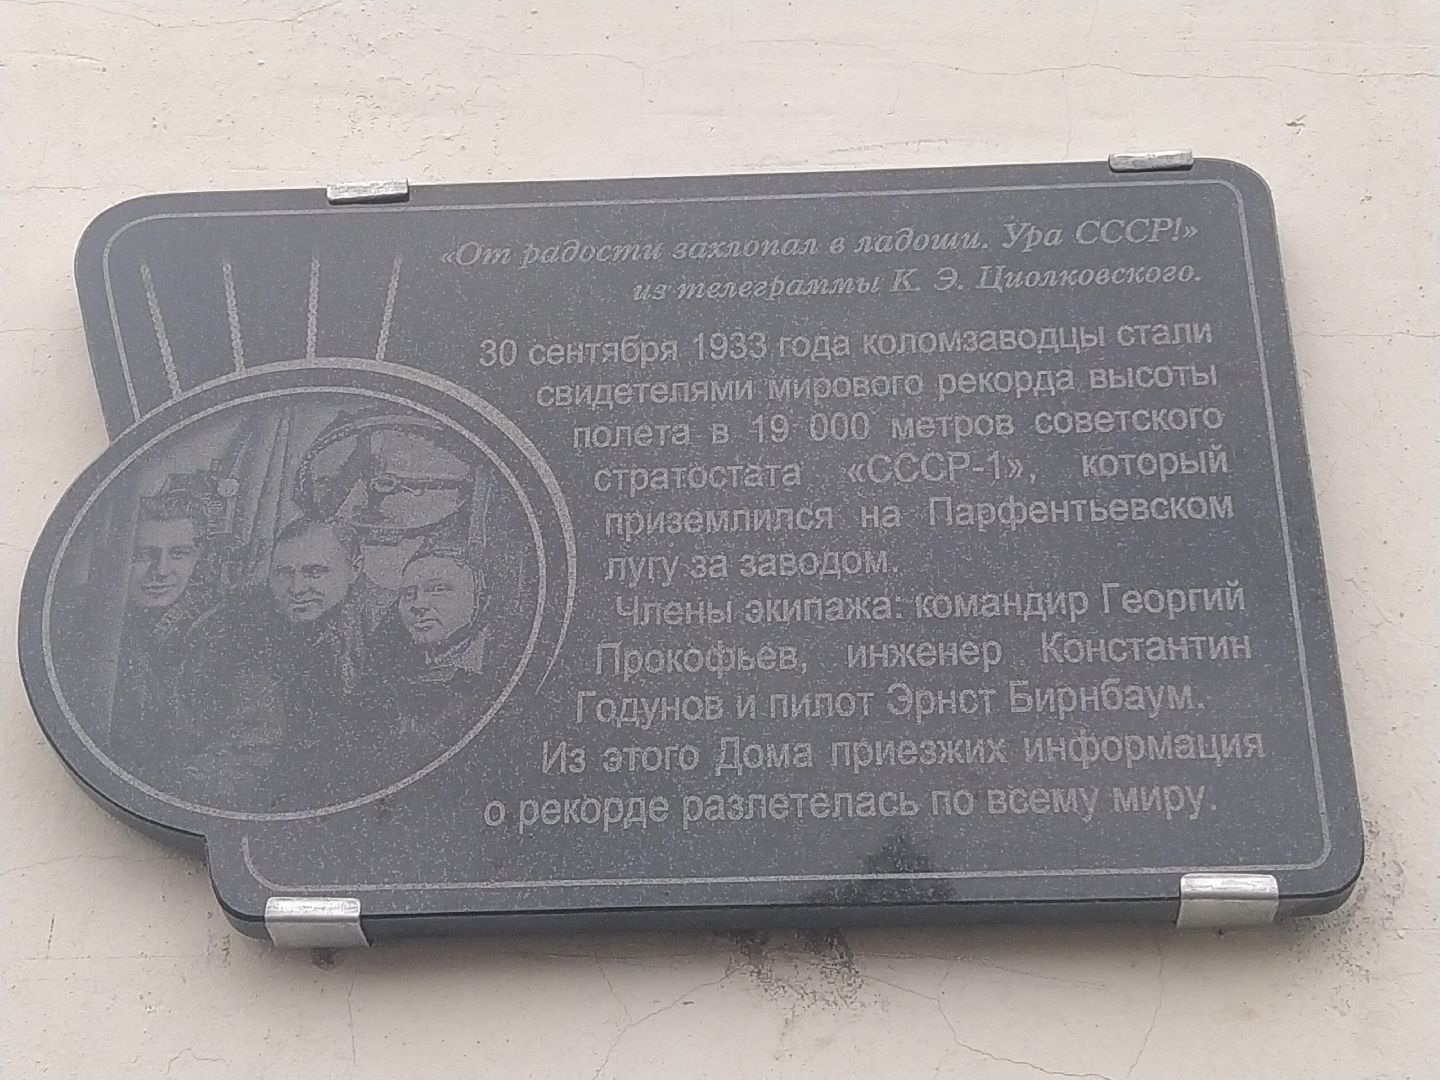 «От радости захлопал в ладоши. Ура СССР!»
из телеграммы К. Э. Циолковского.
30 сентября 1933 года коломзаводцы стали
свидетелями мирового рекорда высоты
полета в 19 000 метров советского
стратостата «СССР-1», который
приземлился на Парфентьевском
лугу за заводом.
Члены экипажа: командир Георгий
Прокофьев, инженер Константин
Годунов и пилот Эрнст Бирнбаум.
Из этого Дома приезжих информация
о рекорде разлетелась по всему миру.